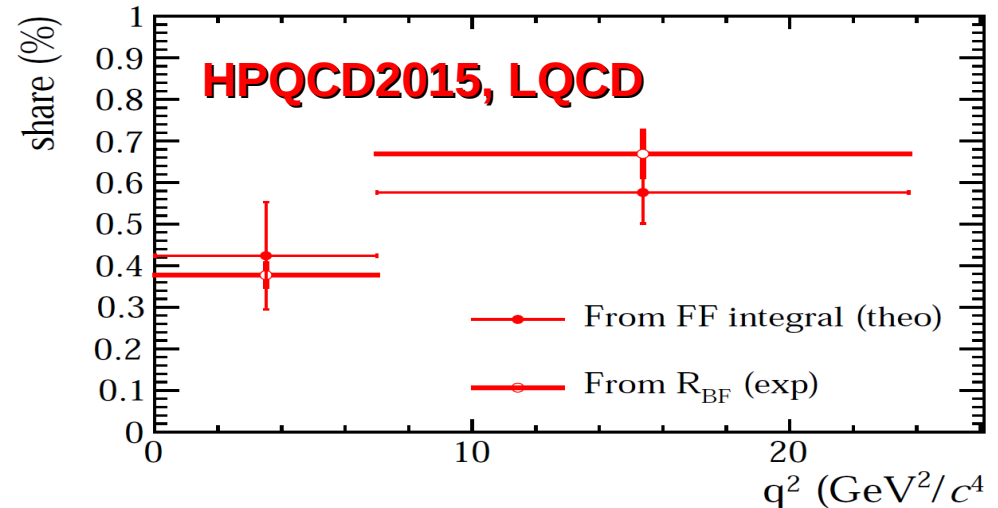 share (%)
1
0.9
0.8
0.7
0.6
0.5
0.4
0.3
0.2
0.1
0
HPQCD2015, LQCD
From FF integral (theo)
From R_BF (exp)
0 10 20
q² (GeV²/c⁴